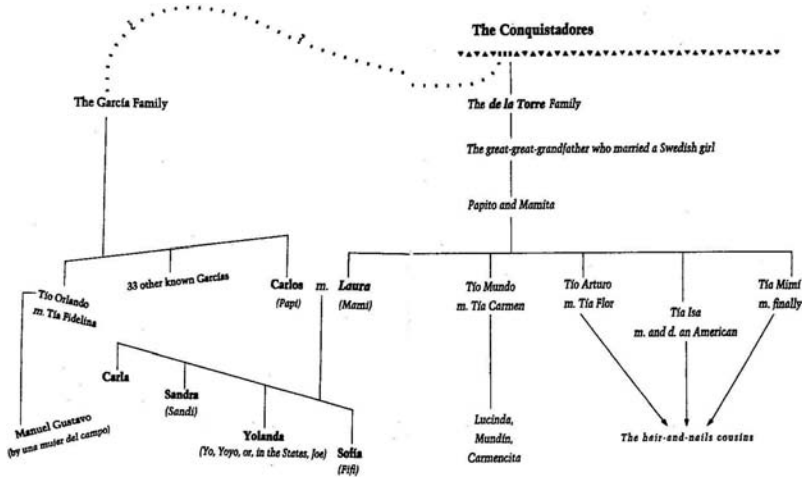 The Conquistadores
?
?
The García Family
The de la Torre Family
The great-great-grandfather who married a Swedish girl
Papito and Mamita
Tío Orlando
m. Tía Fidelina
33 other known Garcías
Carlos
(Papi)
m.
Laura
(Mami)
Tío Mundo
m. Tía Carmen
Tío Arturo
m. Tía Flor
Tía Isa
m. and d. an American
Tía Mimí
m. finally
Carla
Sandra
(Sandi)
Yolanda
(Yo, Yoyo, or, in the States, Joe)
Sofía
(Fifi)
Manuel Gustavo
(by una mujer del campo)
Lucinda,
Mundín,
Carmencita
The hair-and-nails cousins